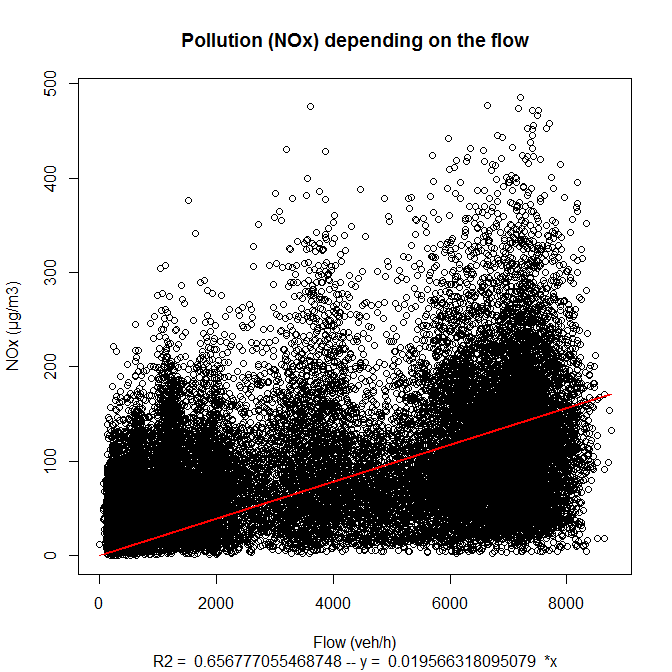 Pollution (NOx) depending on the flow
500
400
300
200
100
0
NOx (µg/m3)
0 2000 4000 6000 8000
Flow (veh/h)
R2 = 0.656777055468748 -- y = 0.019566318095079 *x